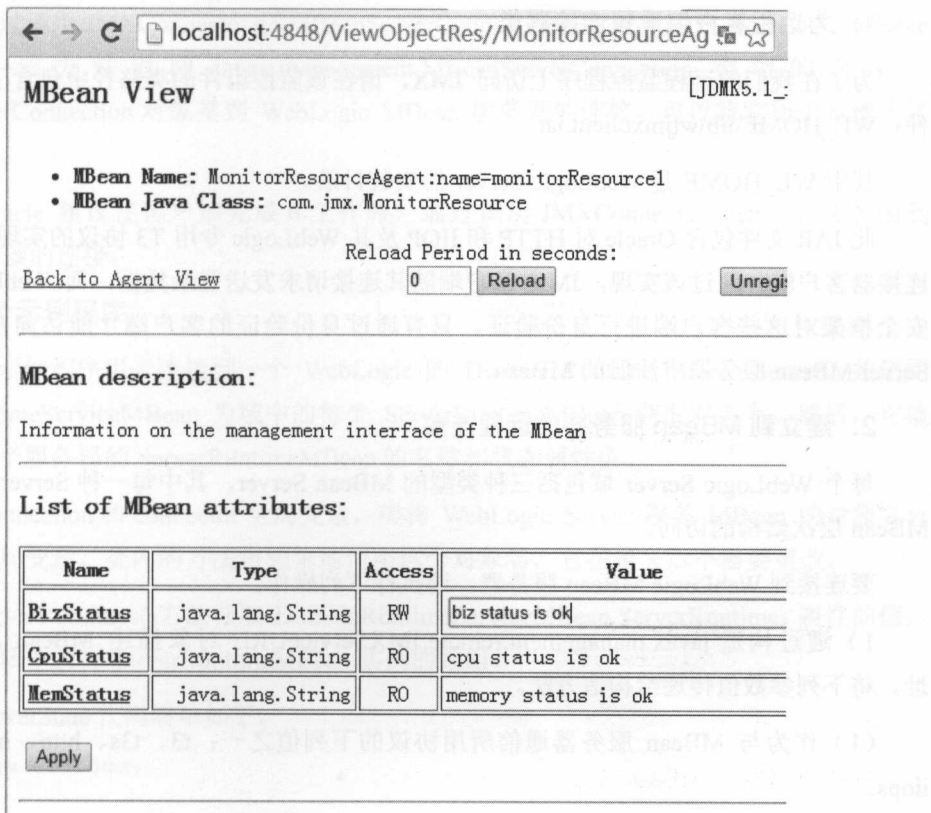 localhost:4848/ViewObjectRes//MonitorResourceAg
MBean View
[JDMK5.1-
• MBean Name: MonitorResourceAgent:name=monitorResource1
• MBean Java Class: com.jmx.MonitorResource
Reload Period in seconds:
Back to Agent View 0 Reload Unregi
MBean description:
Information on the management interface of the MBean
List of MBean attributes:
Name Type Access Value
BizStatus java.lang.String RW biz status is ok
CpuStatus java.lang.String RO cpu status is ok
MemStatus java.lang.String RO memory status is ok
Apply